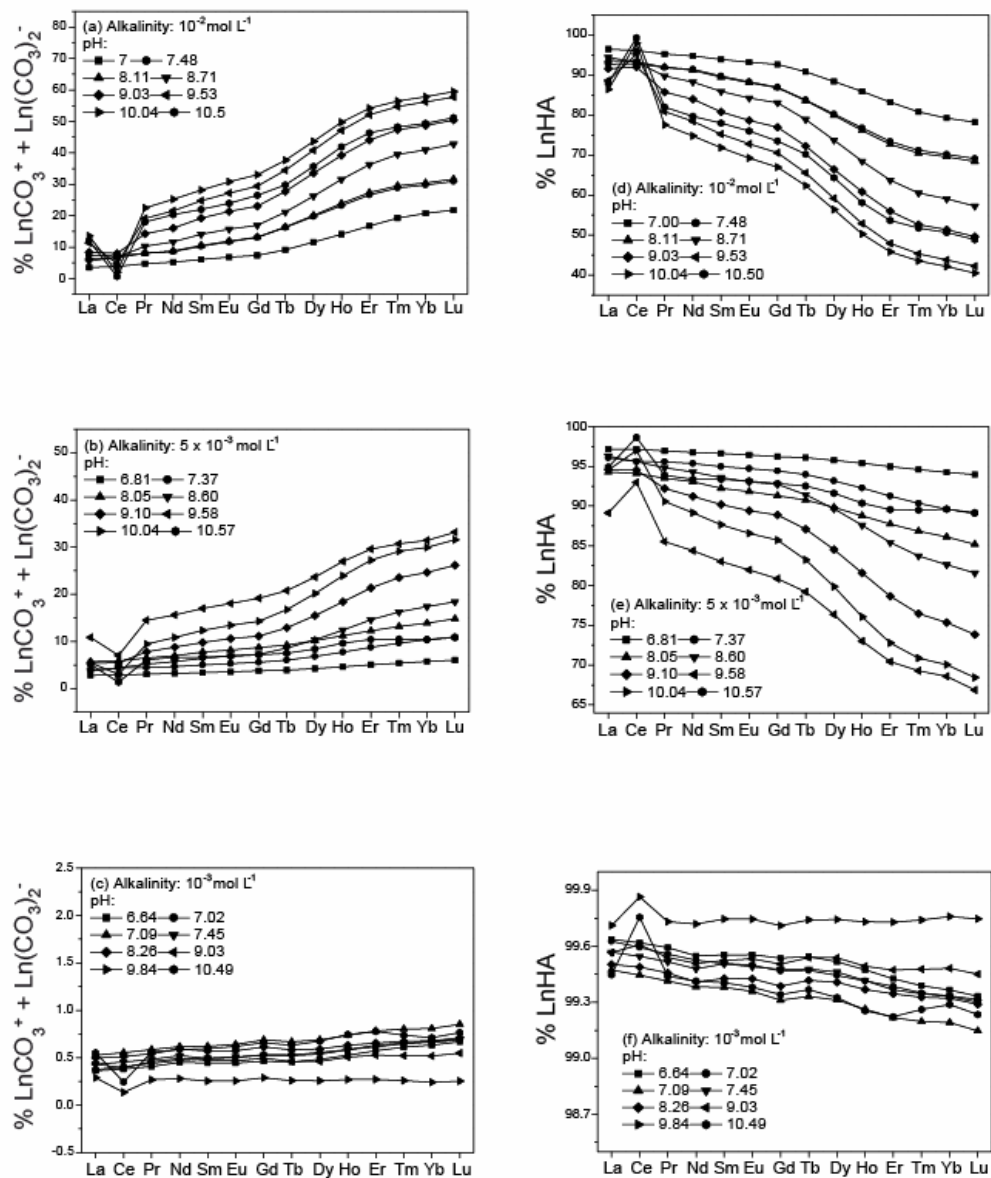 (a) Alkalinity: 10⁻² mol L⁻¹
pH:
7 7.48
8.11 8.71
9.03 9.53
10.04 10.5
% LnCO₃⁺ + Ln(CO₃)₂⁻
80
70
60
50
40
30
20
10
0
La Ce Pr Nd Sm Eu Gd Tb Dy Ho Er Tm Yb Lu
% LnHA
100
90
80
70
60
50
40
(d) Alkalinity: 10⁻² mol L⁻¹
pH:
7.00 7.48
8.11 8.71
9.03 9.53
10.04 10.50
La Ce Pr Nd Sm Eu Gd Tb Dy Ho Er Tm Yb Lu
(b) Alkalinity: 5 x 10⁻³ mol L⁻¹
pH:
6.81 7.37
8.05 8.60
9.10 9.58
10.04 10.57
% LnCO₃⁺ + Ln(CO₃)₂⁻
50
40
30
20
10
0
La Ce Pr Nd Sm Eu Gd Tb Dy Ho Er Tm Yb Lu
% LnHA
100
95
90
85
80
75
70
65
(e) Alkalinity: 5 x 10⁻³ mol L⁻¹
pH:
6.81 7.37
8.05 8.60
9.10 9.58
10.04 10.57
La Ce Pr Nd Sm Eu Gd Tb Dy Ho Er Tm Yb Lu
(c) Alkalinity: 10⁻³ mol L⁻¹
pH:
6.64 7.02
7.09 7.45
8.26 9.03
9.84 10.49
% LnCO₃⁺ + Ln(CO₃)₂⁻
2.5
2.0
1.5
1.0
0.5
0.0
-0.5
La Ce Pr Nd Sm Eu Gd Tb Dy Ho Er Tm Yb Lu
% LnHA
99.9
99.6
99.3
99.0
98.7
(f) Alkalinity: 10⁻³ mol L⁻¹
pH:
6.64 7.02
7.09 7.45
8.26 9.03
9.84 10.49
La Ce Pr Nd Sm Eu Gd Tb Dy Ho Er Tm Yb Lu